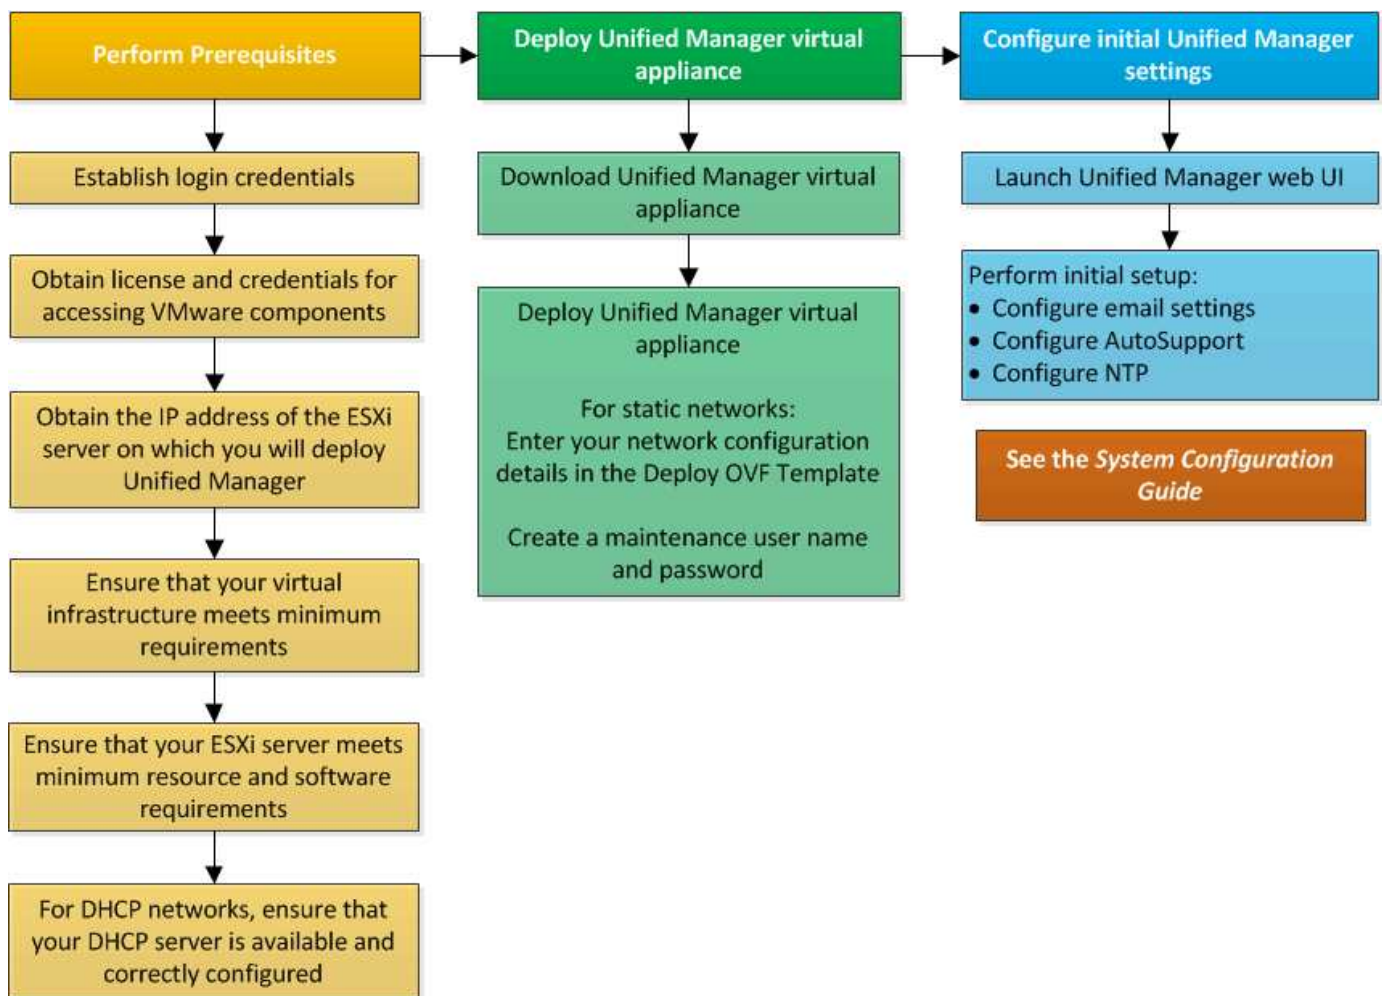 Perform Prerequisites
Establish login credentials
Obtain license and credentials for
accessing VMware components
Obtain the IP address of the ESXi
server on which you will deploy
Unified Manager
Ensure that your virtual
infrastructure meets minimum
requirements
Ensure that your ESXi server meets
minimum resource and software
requirements
For DHCP networks, ensure that
your DHCP server is available and
correctly configured
Deploy Unified Manager virtual
appliance
Download Unified Manager virtual
appliance
Deploy Unified Manager virtual
appliance
For static networks:
Enter your network configuration
details in the Deploy OVF Template
Create a maintenance user name
and password
Configure initial Unified Manager
settings
Launch Unified Manager web UI
Perform initial setup:
• Configure email settings
• Configure AutoSupport
• Configure NTP
See the System Configuration
Guide